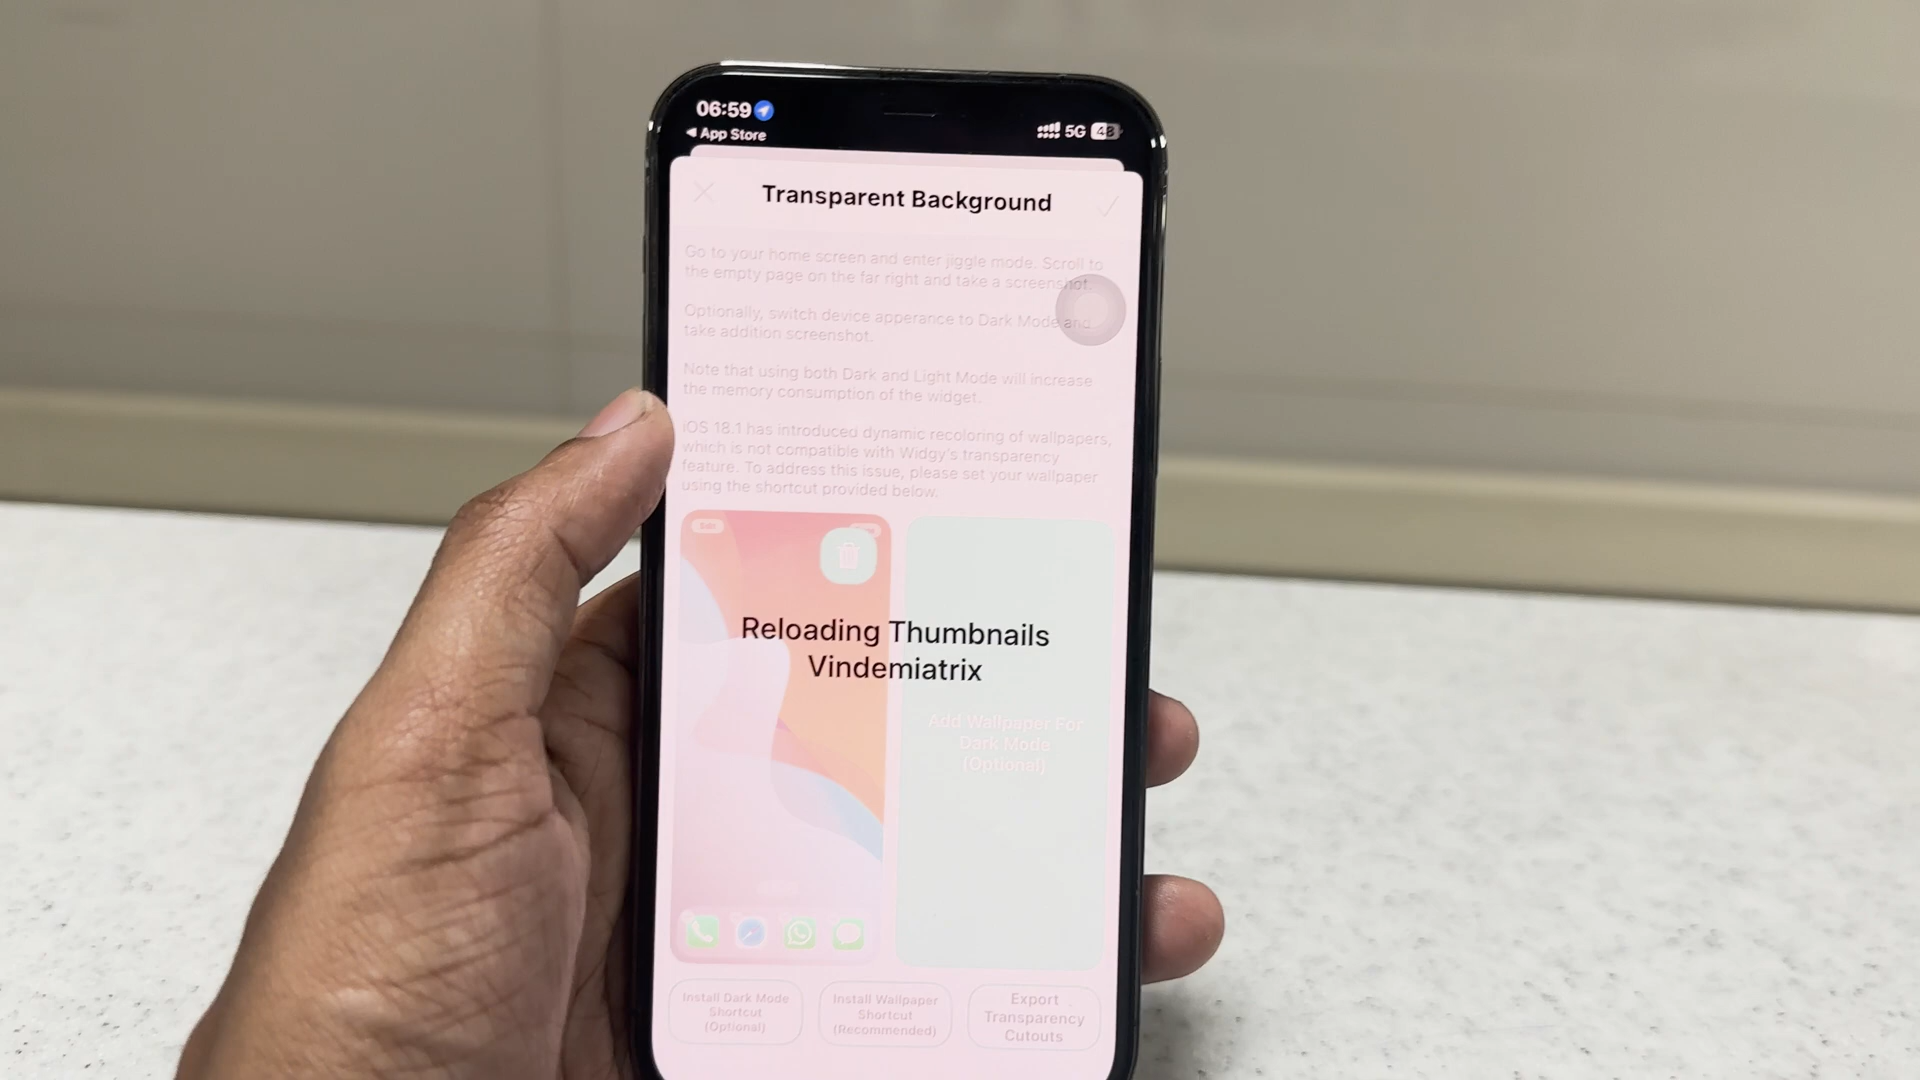 06:59
App Store
5G 48
Transparent Background
Go to your home screen and enter jiggle mode. Scroll to
the empty page on the far right and take a screenshot.
Optionally, switch device apperance to Dark Mode and
take addition screenshot.
Note that using both Dark and Light Mode will increase
the memory consumption of the widget.
iOS 18.1 has introduced dynamic recoloring of wallpapers,
which is not compatible with Widgy's transparency
feature. To address this issue, please set your wallpaper
using the shortcut provided below.
Edit
Reloading Thumbnails
Vindemiatrix
Add Wallpaper For
Dark Mode
(Optional)
Install Dark Mode
Shortcut
(Optional)
Install Wallpaper
Shortcut
(Recommended)
Export
Transparency
Cutouts